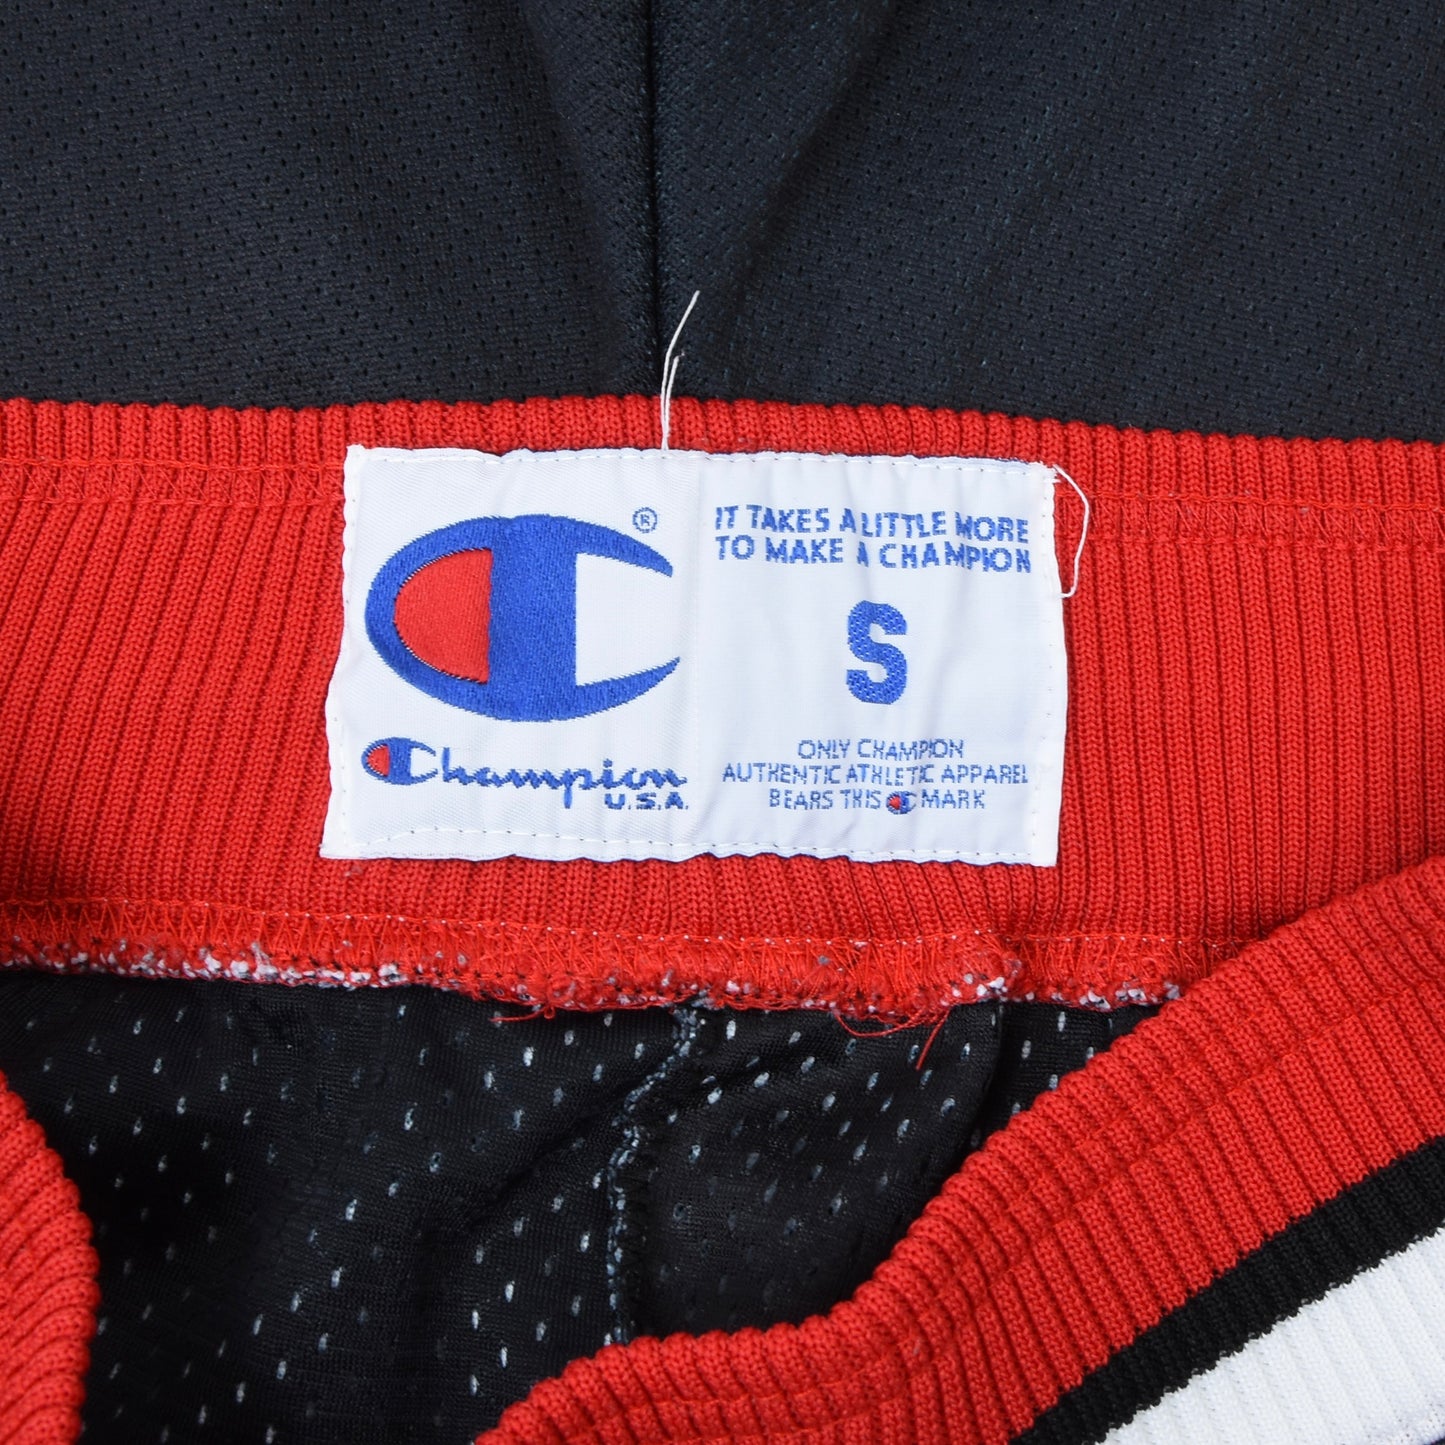 ®
Champion
U.S.A.
IT TAKES A LITTLE MORE
TO MAKE A CHAMPION
S
ONLY CHAMPION
AUTHENTIC ATHLETIC APPAREL
BEARS THIS C MARK